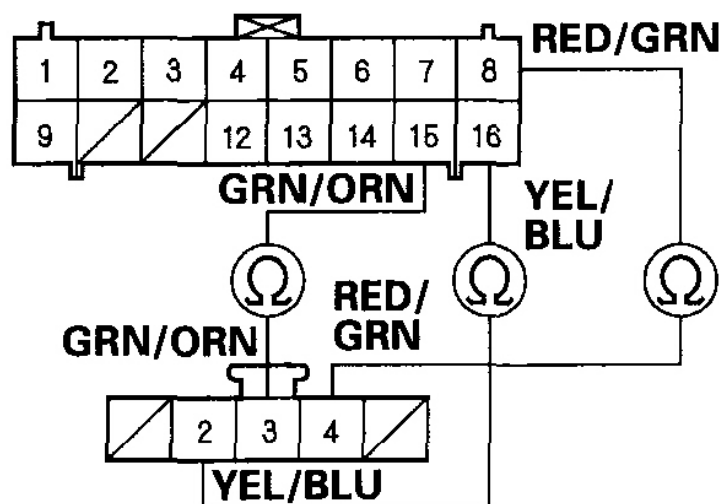 RED/GRN
1 2 3 4 5 6 7 8
9 12 13 14 15 16
GRN/ORN
YEL/
BLU
Ω Ω Ω
RED/
GRN
GRN/ORN
2 3 4
YEL/BLU